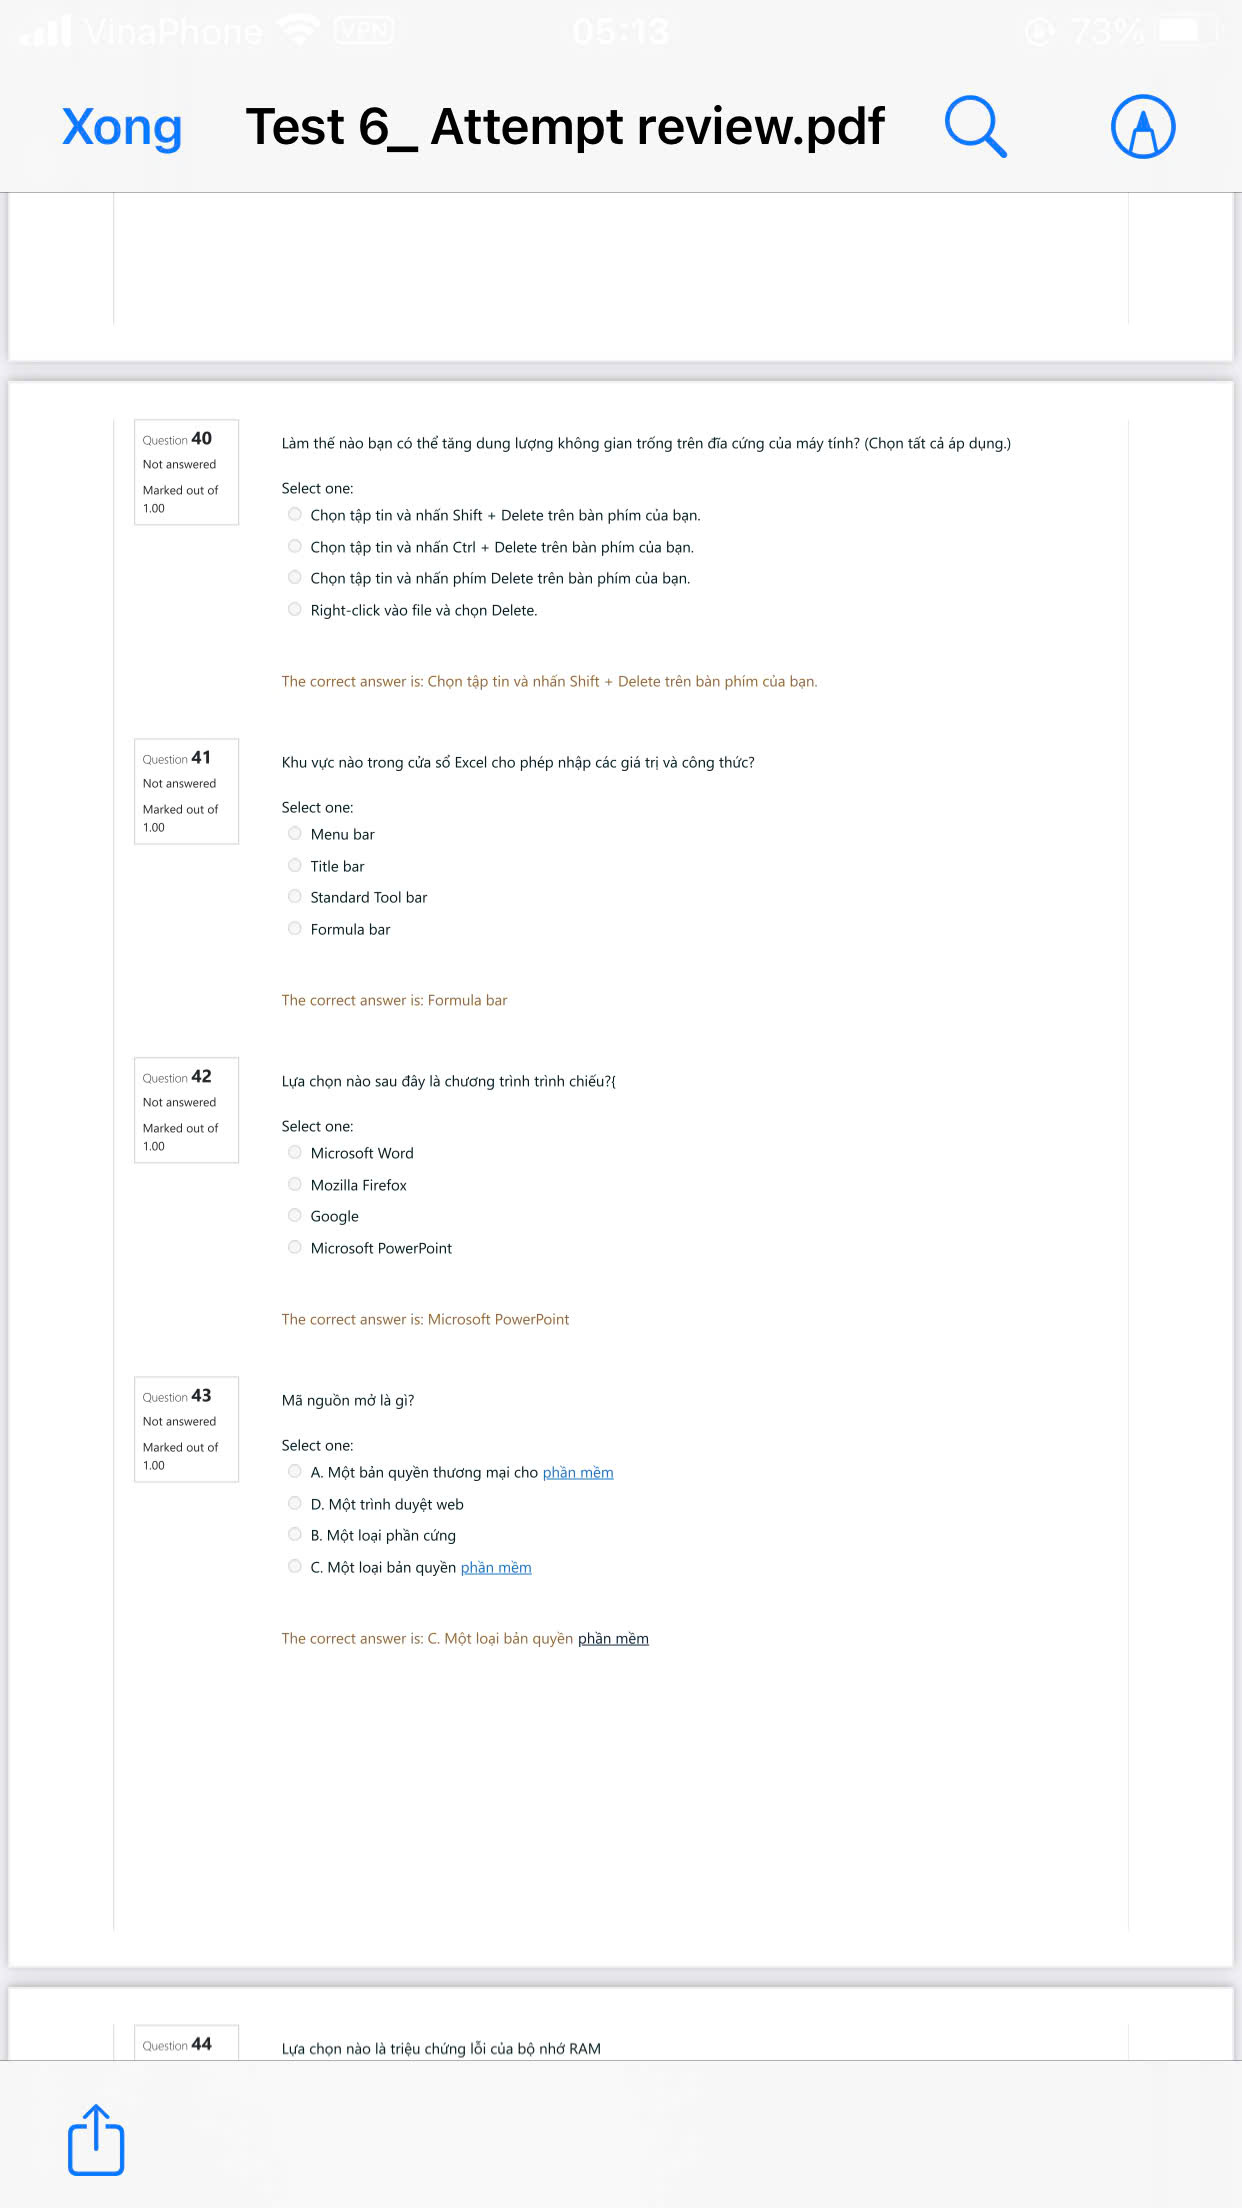 VinaPhone VPN 05:13 73%
Xong Test 6_ Attempt review.pdf
Question 40
Not answered
Marked out of
1.00
Làm thế nào bạn có thể tăng dung lượng không gian trống trên đĩa cứng của máy tính? (Chọn tất cả áp dụng.)
Select one:
Chọn tập tin và nhấn Shift + Delete trên bàn phím của bạn.
Chọn tập tin và nhấn Ctrl + Delete trên bàn phím của bạn.
Chọn tập tin và nhấn phím Delete trên bàn phím của bạn.
Right-click vào file và chọn Delete.
The correct answer is: Chọn tập tin và nhấn Shift + Delete trên bàn phím của bạn.
Question 41
Not answered
Marked out of
1.00
Khu vực nào trong cửa sổ Excel cho phép nhập các giá trị và công thức?
Select one:
Menu bar
Title bar
Standard Tool bar
Formula bar
The correct answer is: Formula bar
Question 42
Not answered
Marked out of
1.00
Lựa chọn nào sau đây là chương trình trình chiếu?{
Select one:
Microsoft Word
Mozilla Firefox
Google
Microsoft PowerPoint
The correct answer is: Microsoft PowerPoint
Question 43
Not answered
Marked out of
1.00
Mã nguồn mở là gì?
Select one:
A. Một bản quyền thương mại cho phần mềm
D. Một trình duyệt web
B. Một loại phần cứng
C. Một loại bản quyền phần mềm
The correct answer is: C. Một loại bản quyền phần mềm
Question 44
Lựa chọn nào là triệu chứng lỗi của bộ nhớ RAM